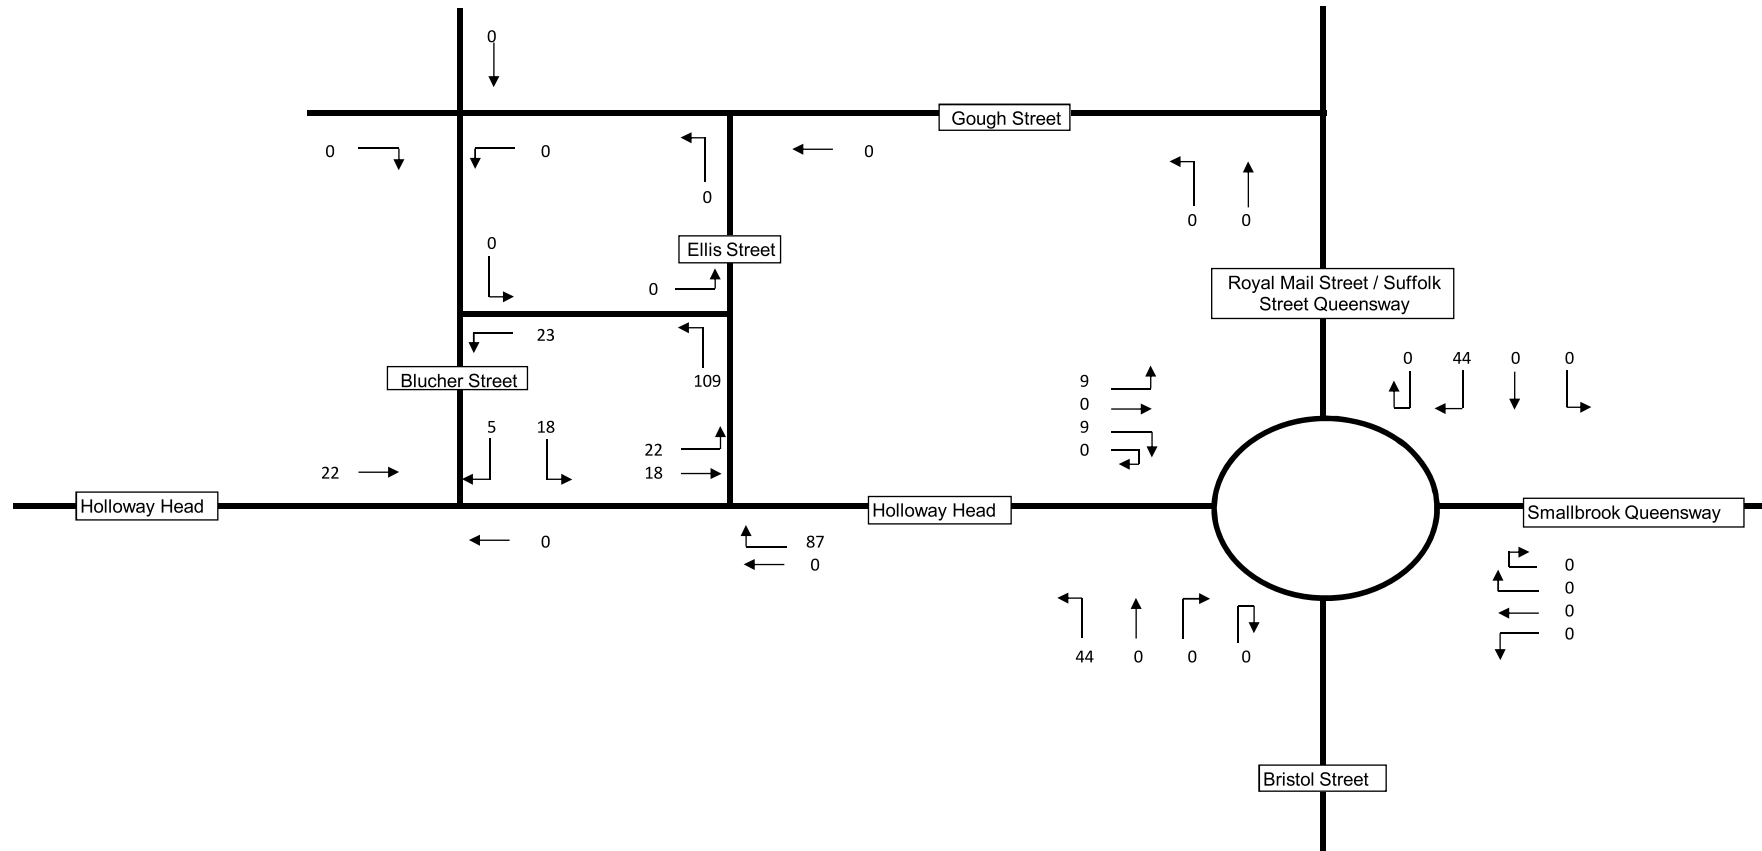 0
Gough Street
0 0 0
0
0 0
0
Ellis Street
0
Royal Mail Street / Suffolk
Street Queensway
23
0 44 0 0
Blucher Street
109
9
0
9
0
5 18
22
22
18
Holloway Head
Holloway Head
Smallbrook Queensway
0
87
0
0
0
0
0
44 0 0 0
Bristol Street